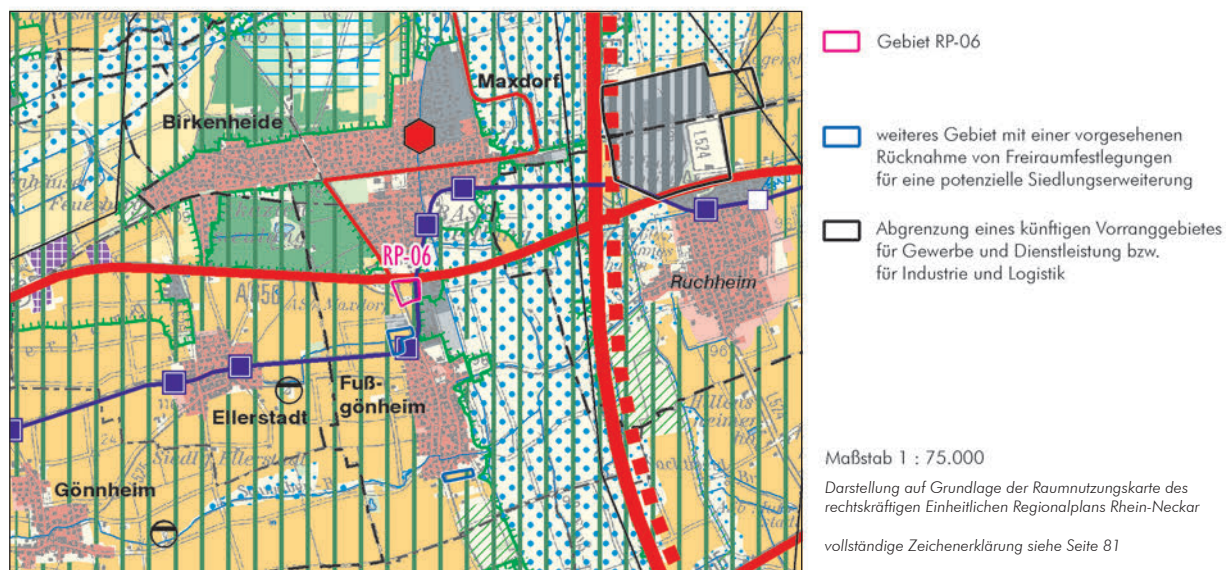 Maxdorf
Birkenheide
L524
RP-06
A650
Ruchheim
Fuß-
gönheim
Ellerstadt
Gönnheim
Gebiet RP-06
weiteres Gebiet mit einer vorgesehenen
Rücknahme von Freiraumfestlegungen
für eine potenzielle Siedlungserweiterung
Abgrenzung eines künftigen Vorranggebietes
für Gewerbe und Dienstleistung bzw.
für Industrie und Logistik
Maßstab 1 : 75.000
Darstellung auf Grundlage der Raumnutzungskarte des
rechtskräftigen Einheitlichen Regionalplans Rhein-Neckar
vollständige Zeichenerklärung siehe Seite 81